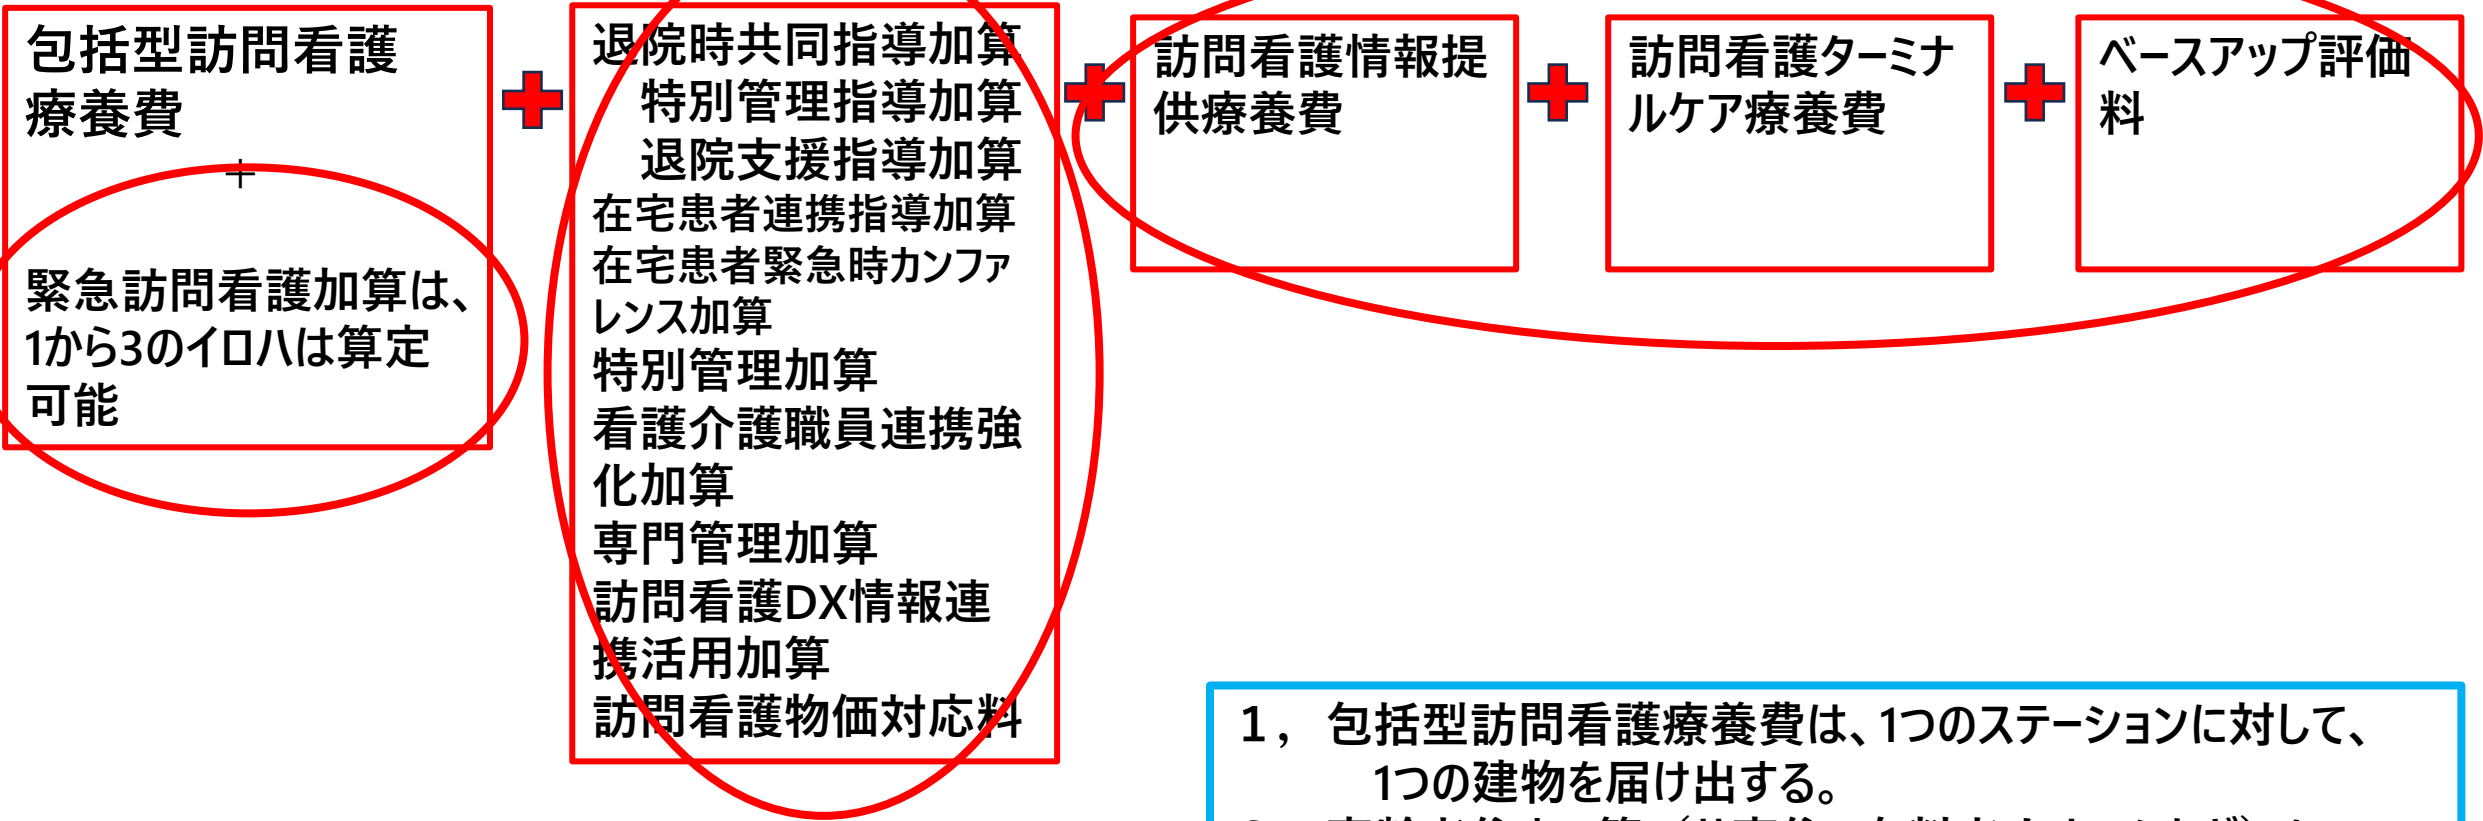 包括型訪問看護
療養費
＋
緊急訪問看護加算は、
1から3のイロハは算定
可能
退院時共同指導加算
特別管理指導加算
退院支援指導加算
在宅患者連携指導加算
在宅患者緊急時カンファ
レンス加算
特別管理加算
看護介護職員連携強
化加算
専門管理加算
訪問看護DX情報連
携活用加算
訪問看護物価対応料
訪問看護情報提
供療養費
訪問看護ターミナ
ルケア療養費
ベースアップ評価
料
１， 包括型訪問看護療養費は、1つのステーションに対して、
1つの建物を届け出する。